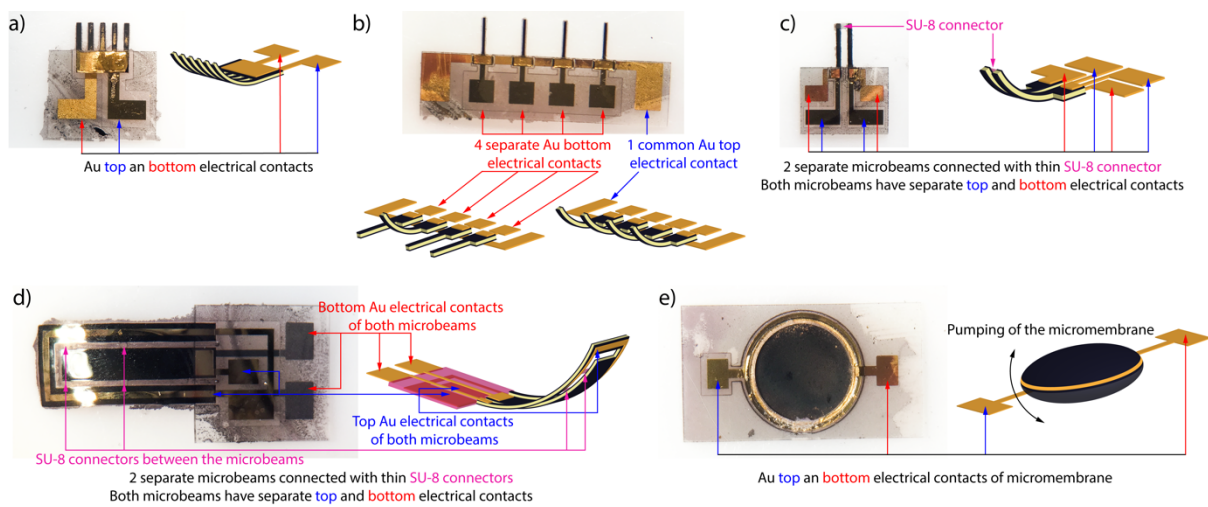 a)
Au top an bottom electrical contacts
b)
4 separate Au bottom
electrical contacts
1 common Au top
electrical contact
c)
SU-8 connector
2 separate microbeams connected with thin SU-8 connector
Both microbeams have separate top and bottom electrical contacts
d)
Bottom Au electrical contacts
of both microbeams
Top Au electrical contacts
of both microbeams
SU-8 connectors between the microbeams
2 separate microbeams connected with thin SU-8 connectors
Both microbeams have separate top and bottom electrical contacts
e)
Pumping of the micromembrane
Au top an bottom electrical contacts of micromembrane